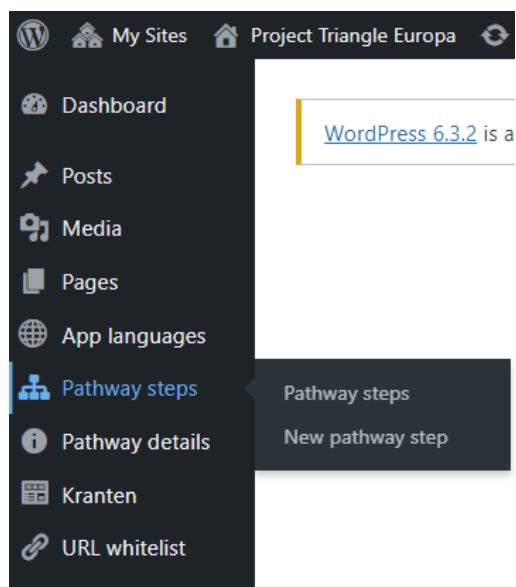 My Sites Project Triangle Europa
Dashboard
WordPress 6.3.2 is a
Posts
Media
Pages
App languages
Pathway steps
Pathway steps
New pathway step
Pathway details
Kranten
URL whitelist